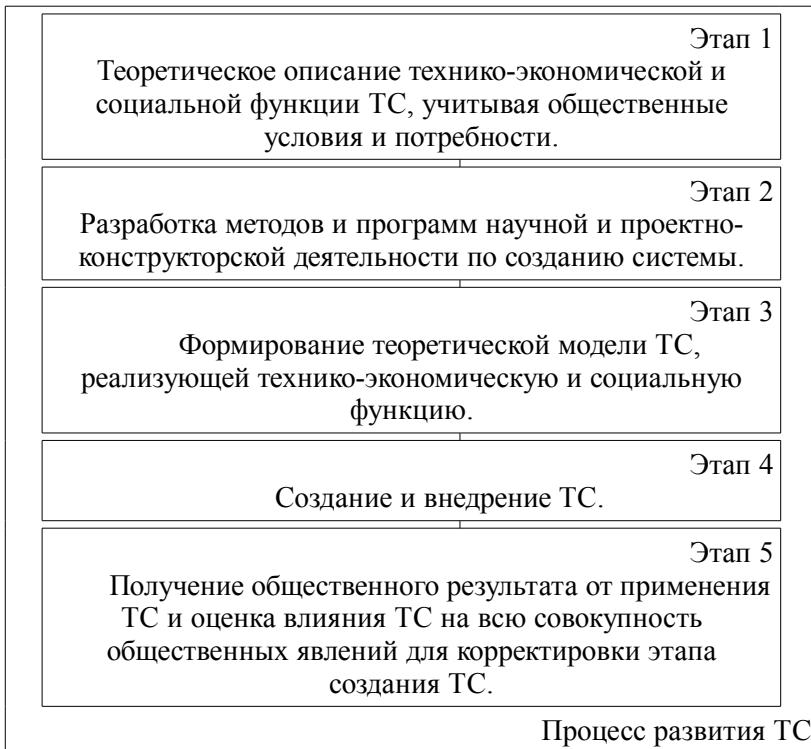 Этап 1
Теоретическое описание технико-экономической и
социальной функции ТС, учитывая общественные
условия и потребности.
Этап 2
Разработка методов и программ научной и проектно-
конструкторской деятельности по созданию системы.
Этап 3
Формирование теоретической модели ТС,
реализующей технико-экономическую и социальную
функцию.
Этап 4
Создание и внедрение ТС.
Этап 5
Получение общественного результата от применения
ТС и оценка влияния ТС на всю совокупность
общественных явлений для корректировки этапа
создания ТС.
Процесс развития ТС